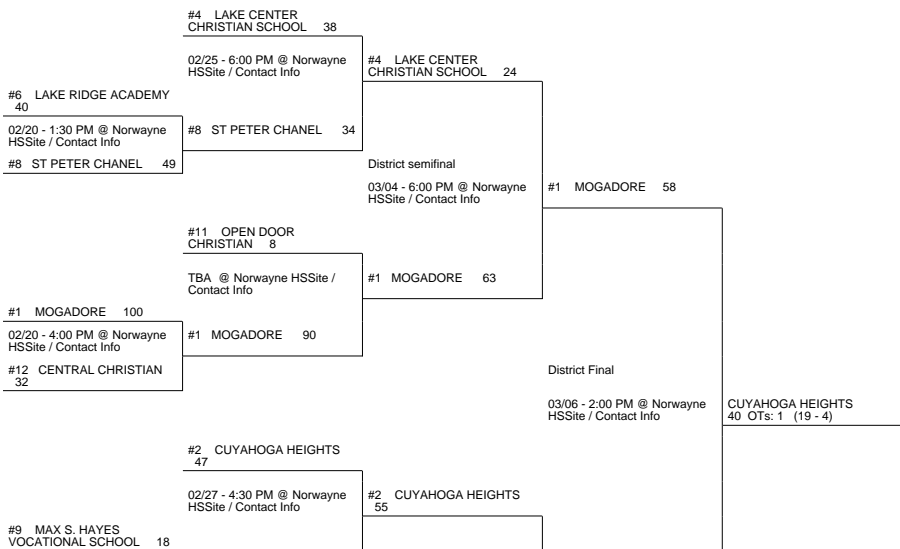 #4 LAKE CENTER
CHRISTIAN SCHOOL 38
02/25 - 6:00 PM @ Norwayne
HSSite / Contact Info
#4 LAKE CENTER
CHRISTIAN SCHOOL 24
#6 LAKE RIDGE ACADEMY
40
02/20 - 1:30 PM @ Norwayne
HSSite / Contact Info
#8 ST PETER CHANEL 34
#8 ST PETER CHANEL 49
District semifinal
03/04 - 6:00 PM @ Norwayne
HSSite / Contact Info
#1 MOGADORE 58
#11 OPEN DOOR
CHRISTIAN 8
TBA @ Norwayne HSSite /
Contact Info
#1 MOGADORE 63
#1 MOGADORE 100
02/20 - 4:00 PM @ Norwayne
HSSite / Contact Info
#1 MOGADORE 90
#12 CENTRAL CHRISTIAN
32
District Final
03/06 - 2:00 PM @ Norwayne
HSSite / Contact Info
CUYAHOGA HEIGHTS
40 OTs: 1 (19 - 4)
#2 CUYAHOGA HEIGHTS
47
02/27 - 4:30 PM @ Norwayne
HSSite / Contact Info
#2 CUYAHOGA HEIGHTS
55
#9 MAX S. HAYES
VOCATIONAL SCHOOL 18